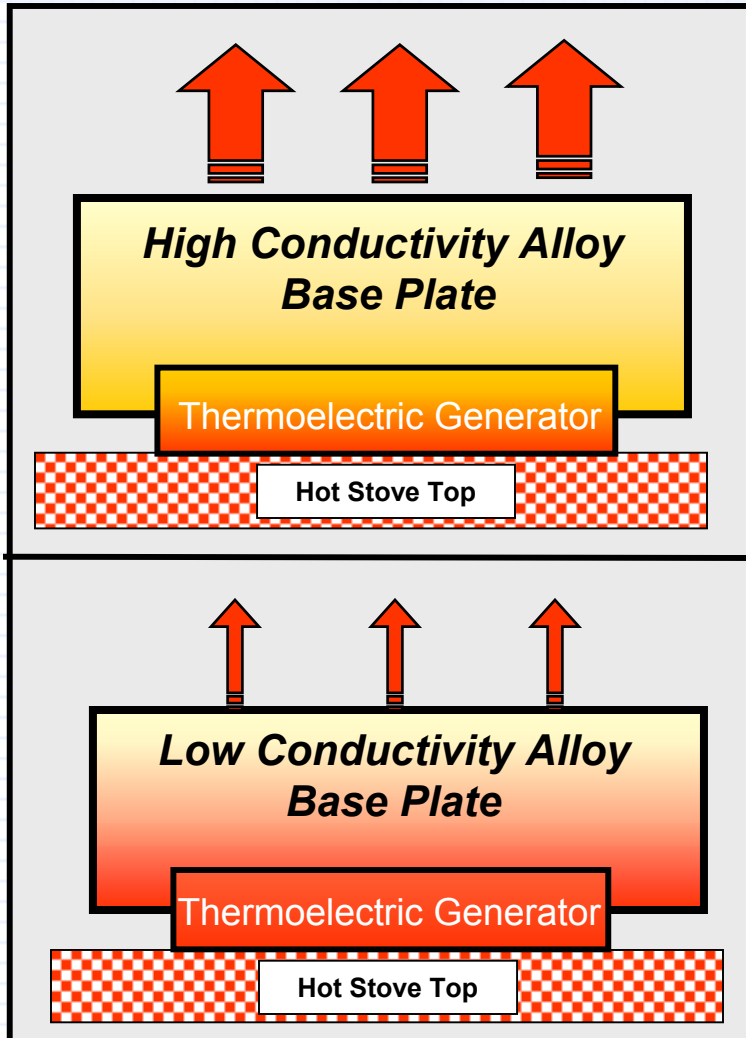 High Conductivity Alloy
Base Plate
Thermoelectric Generator
Hot Stove Top
Low Conductivity Alloy
Base Plate
Thermoelectric Generator
Hot Stove Top